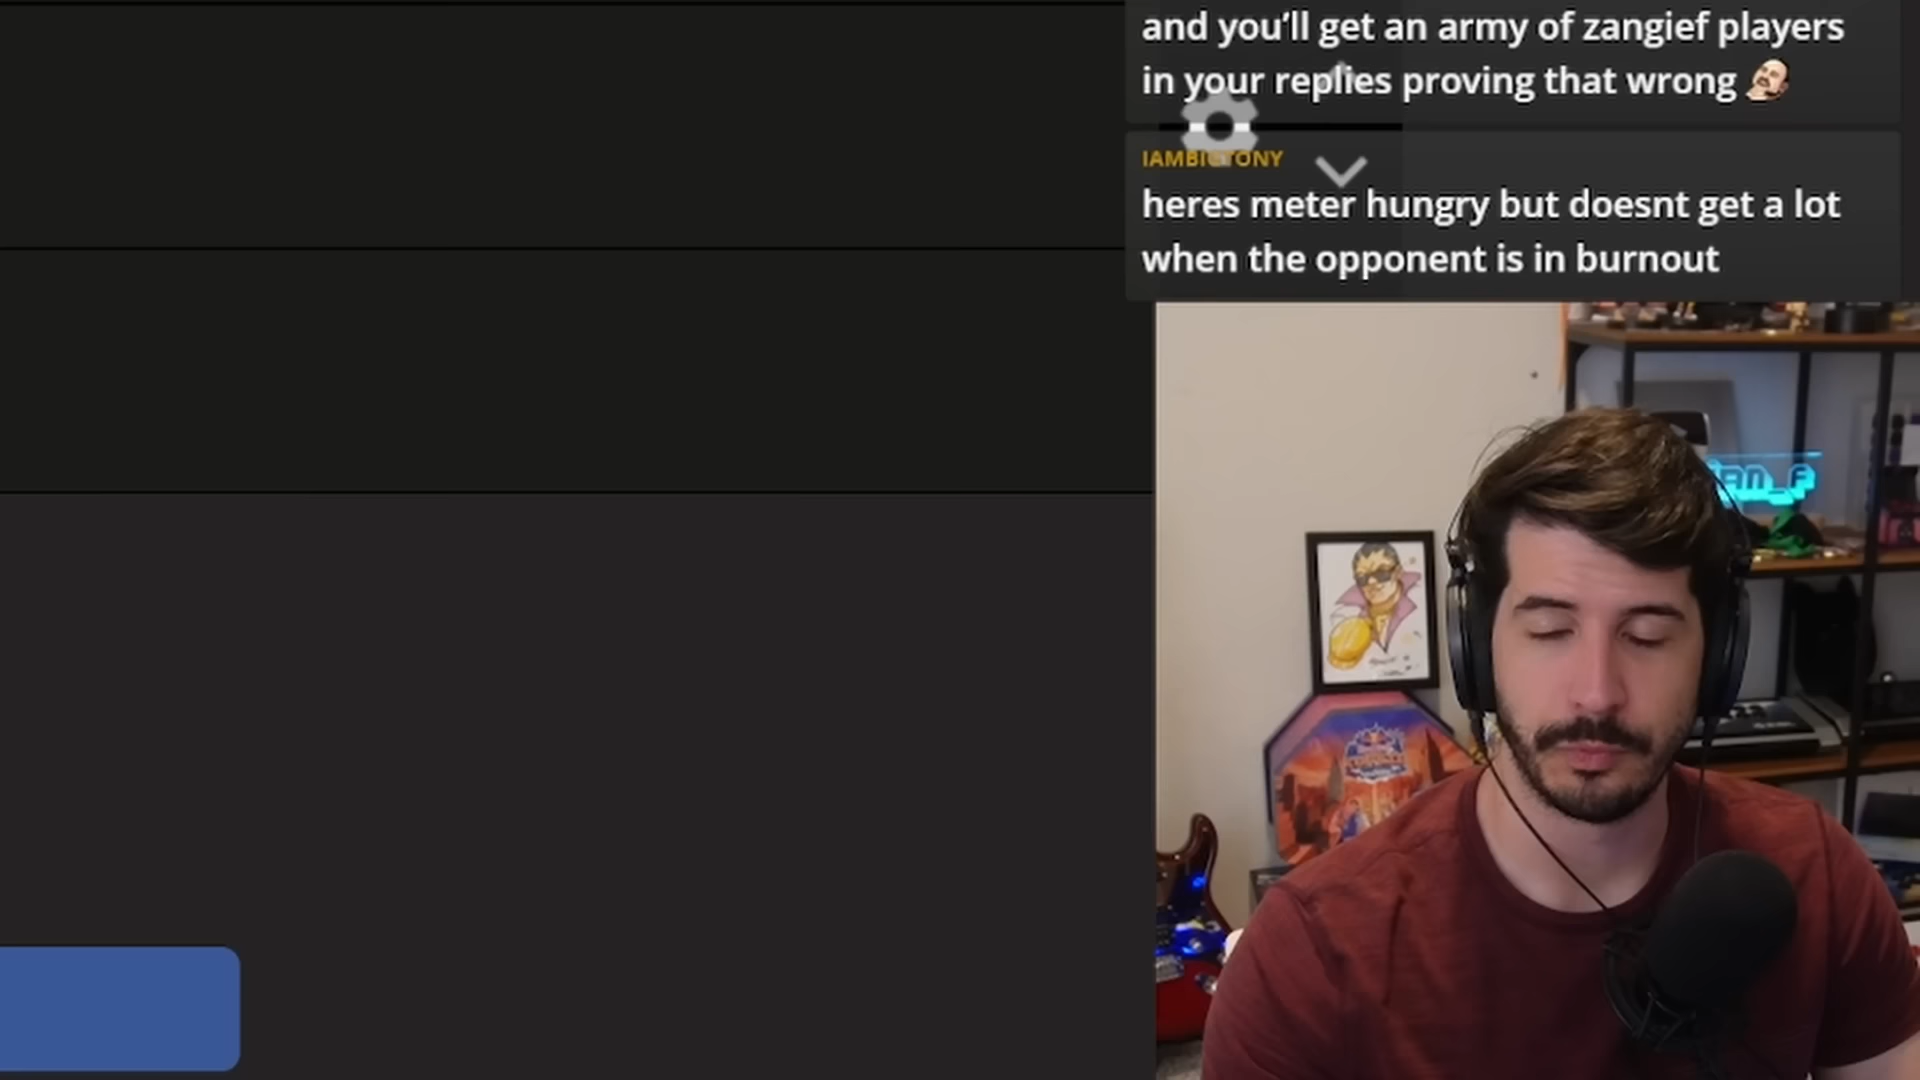 and you'll get an army of zangief players
in your replies proving that wrong
IAMBIGTONY
heres meter hungry but doesnt get a lot
when the opponent is in burnout